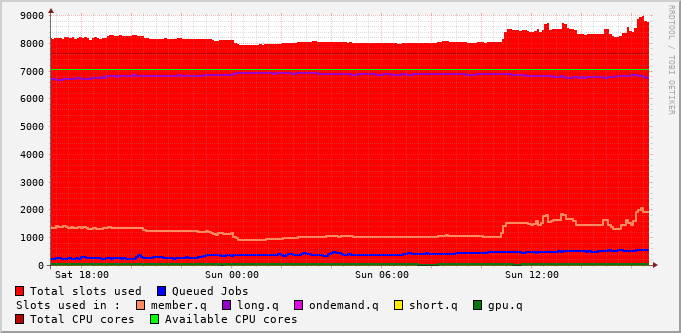 9000
8000
7000
6000
5000
4000
3000
2000
1000
0
Sat 18:00 Sun 00:00 Sun 06:00 Sun 12:00
Total slots used Queued Jobs
Slots used in : member.q long.q ondemand.q short.q gpu.q
Total CPU cores Available CPU cores
RRDTOOL / TOBI OETIKER